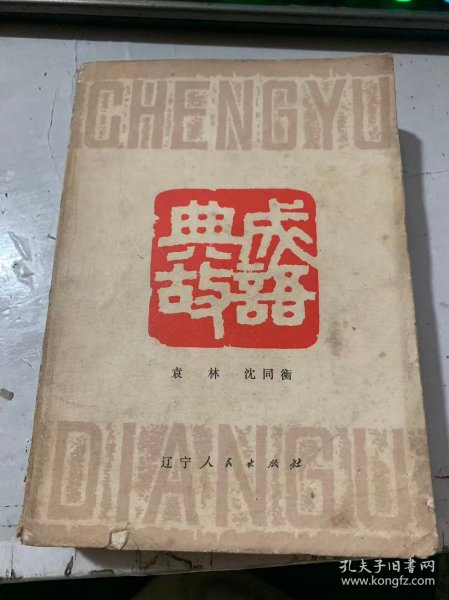 CHENGYU
成語
典故
袁林 沈同衡
辽宁人民出版社
DIANGU
孔夫子旧书网
www.kongfz.com